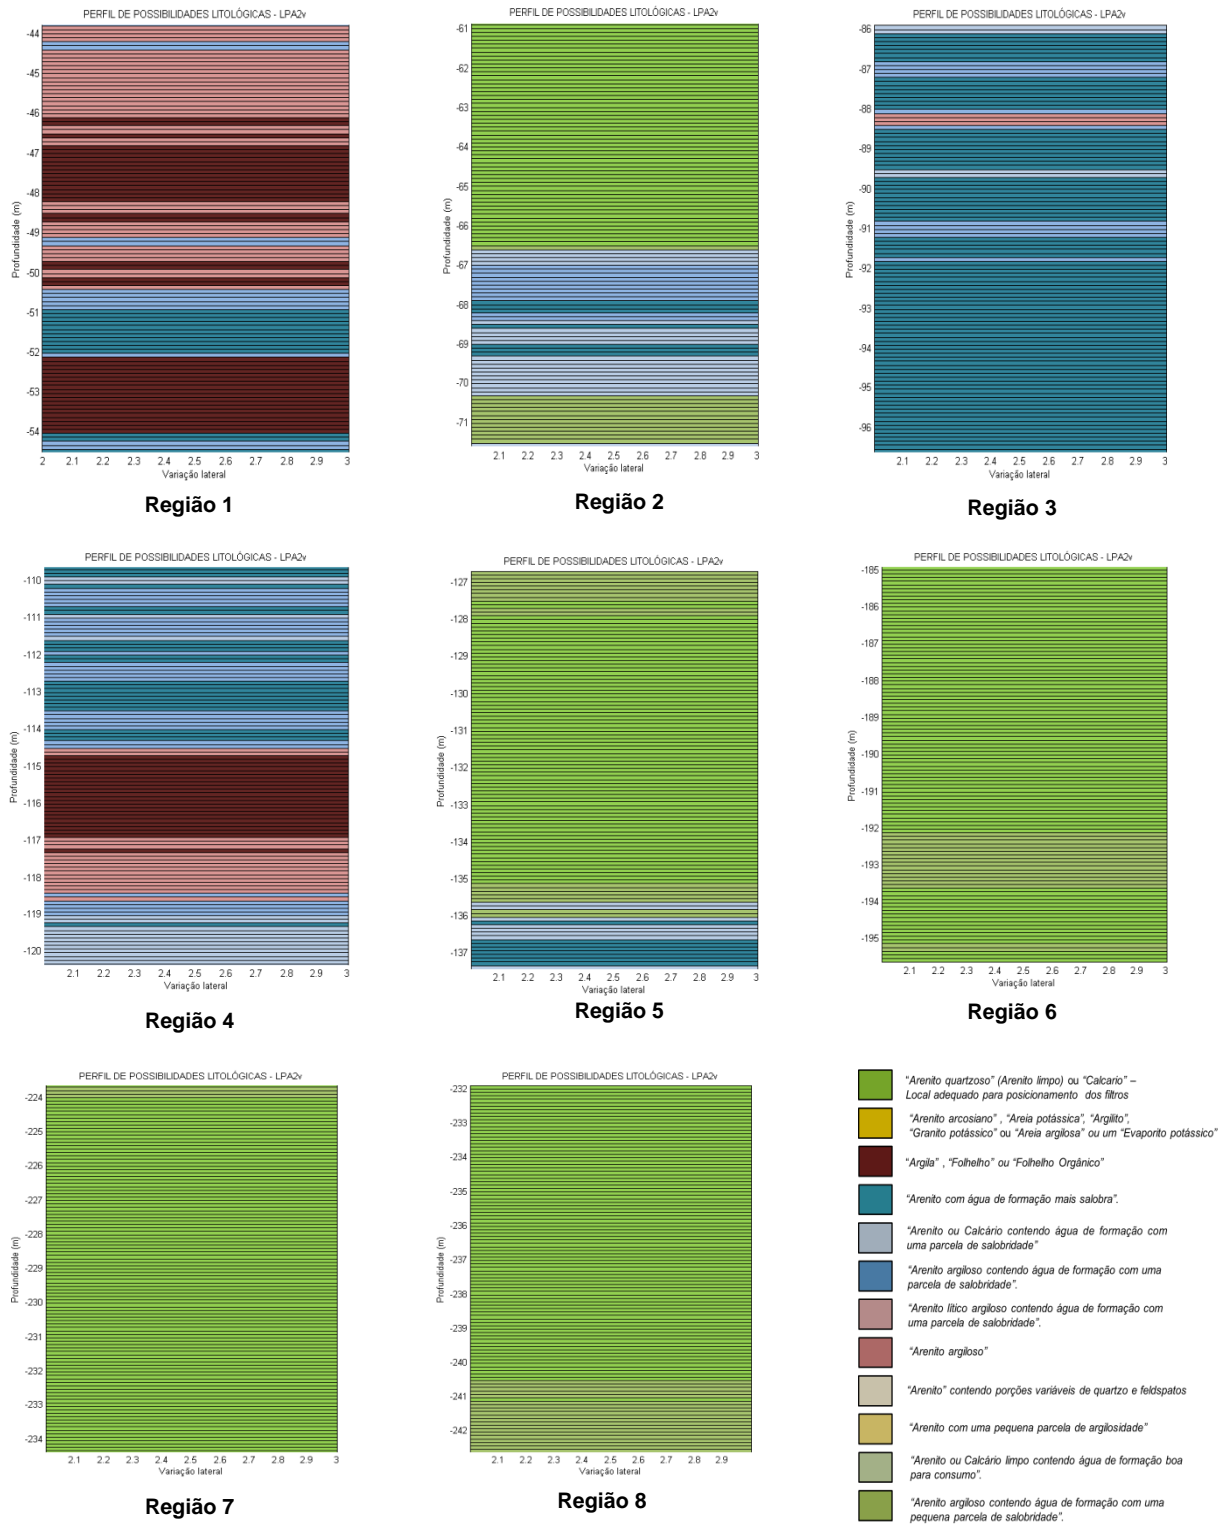 PERFIL DE POSSIBILIDADES LITOLÓGICAS - LPA2v
-44
-45
-46
-47
-48
-49
-50
-51
-52
-53
-54
Profundidade (m)
2 2.1 2.2 2.3 2.4 2.5 2.6 2.7 2.8 2.9 3
Variação lateral
Região 1
PERFIL DE POSSIBILIDADES LITOLÓGICAS - LPA2v
-61
-62
-63
-64
-65
-66
-67
-68
-69
-70
-71
Profundidade (m)
2.1 2.2 2.3 2.4 2.5 2.6 2.7 2.8 2.9 3
Variação lateral
Região 2
PERFIL DE POSSIBILIDADES LITOLÓGICAS - LPA2v
-86
-87
-88
-89
-90
-91
-92
-93
-94
-95
-96
Profundidade (m)
2.1 2.2 2.3 2.4 2.5 2.6 2.7 2.8 2.9 3
Variação lateral
Região 3
PERFIL DE POSSIBILIDADES LITOLÓGICAS - LPA2v
-110
-111
-112
-113
-114
-115
-116
-117
-118
-119
-120
Profundidade (m)
2.1 2.2 2.3 2.4 2.5 2.6 2.7 2.8 2.9 3
Variação lateral
Região 4
PERFIL DE POSSIBILIDADES LITOLÓGICAS - LPA2v
-127
-128
-129
-130
-131
-132
-133
-134
-135
-136
-137
Profundidade (m)
2.1 2.2 2.3 2.4 2.5 2.6 2.7 2.8 2.9 3
Variação lateral
Região 5
PERFIL DE POSSIBILIDADES LITOLÓGICAS - LPA2v
-185
-186
-187
-188
-189
-190
-191
-192
-193
-194
-195
Profundidade (m)
2.1 2.2 2.3 2.4 2.5 2.6 2.7 2.8 2.9 3
Variação lateral
Região 6
PERFIL DE POSSIBILIDADES LITOLÓGICAS - LPA2v
-224
-225
-226
-227
-228
-229
-230
-231
-232
-233
-234
Profundidade (m)
2.1 2.2 2.3 2.4 2.5 2.6 2.7 2.8 2.9 3
Variação lateral
Região 7
PERFIL DE POSSIBILIDADES LITOLÓGICAS - LPA2v
-232
-233
-234
-235
-236
-237
-238
-239
-240
-241
-242
Profundidade (m)
2.1 2.2 2.3 2.4 2.5 2.6 2.7 2.8 2.9
Variação lateral
Região 8
“Arenito quartzoso” (Arenito limpo) ou “Calcario” –
Local adequado para posicionamento dos filtros
“Arenito arcosiano” , “Areia potássica”, “Argilito”,
“Granito potássico” ou “Areia argilosa” ou um “Evaporito potássico”
“Argila” , “Folhelho” ou “Folhelho Orgânico”
“Arenito com água de formação mais salobra”.
“Arenito ou Calcário contendo água de formação com
uma parcela de salobridade”
“Arenito argiloso contendo água de formação com uma
parcela de salobridade”.
“Arenito lítico argiloso contendo água de formação com
uma parcela de salobridade”.
“Arenito argiloso”
“Arenito” contendo porções variáveis de quartzo e feldspatos
“Arenito com uma pequena parcela de argilosidade”
“Arenito ou Calcário limpo contendo água de formação boa
para consumo”.
“Arenito argiloso contendo água de formação com uma
pequena parcela de salobridade”.